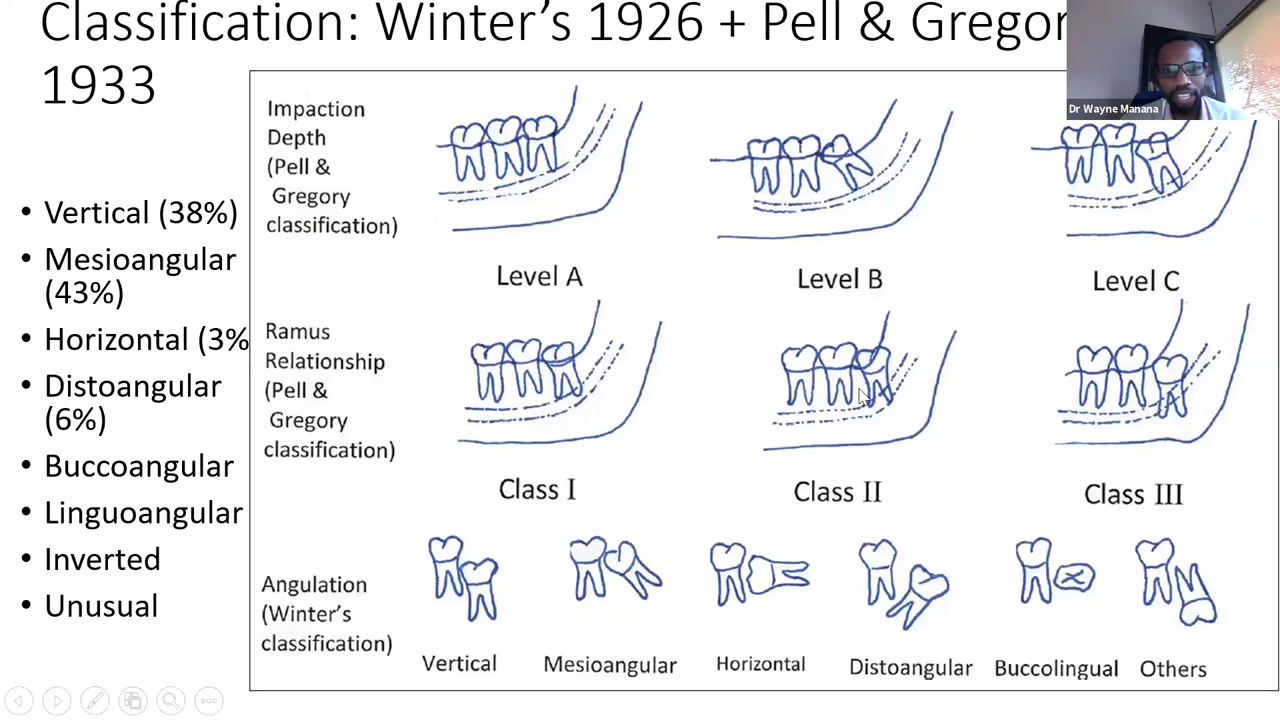 Classification: Winter’s 1926 + Pell & Gregor
1933
Dr Wayne Manana
• Vertical (38%)
• Mesioangular
(43%)
• Horizontal (3%
• Distoangular
(6%)
• Buccoangular
• Linguoangular
• Inverted
• Unusual
Impaction
Depth
(Pell &
Gregory
classification)
Level A
Level B
Level C
Ramus
Relationship
(Pell &
Gregory
classification)
Class I
Class II
Class III
Angulation
(Winter’s
classification)
Vertical
Mesioangular
Horizontal
Distoangular
Buccolingual
Others